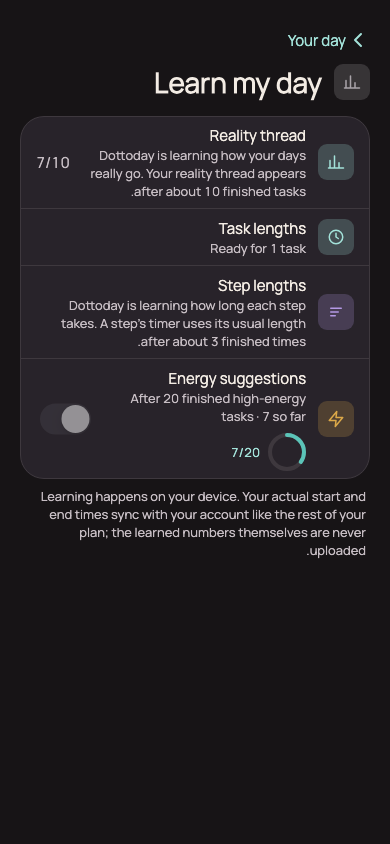 Your day
Learn my day
Reality thread
Dottoday is learning how your days
really go. Your reality thread appears
.after about 10 finished tasks
7/10
Task lengths
Ready for 1 task
Step lengths
Dottoday is learning how long each step
takes. A step's timer uses its usual length
.after about 3 finished times
Energy suggestions
After 20 finished high-energy
tasks · 7 so far
7/20
Learning happens on your device. Your actual start and
end times sync with your account like the rest of your
plan; the learned numbers themselves are never
.uploaded